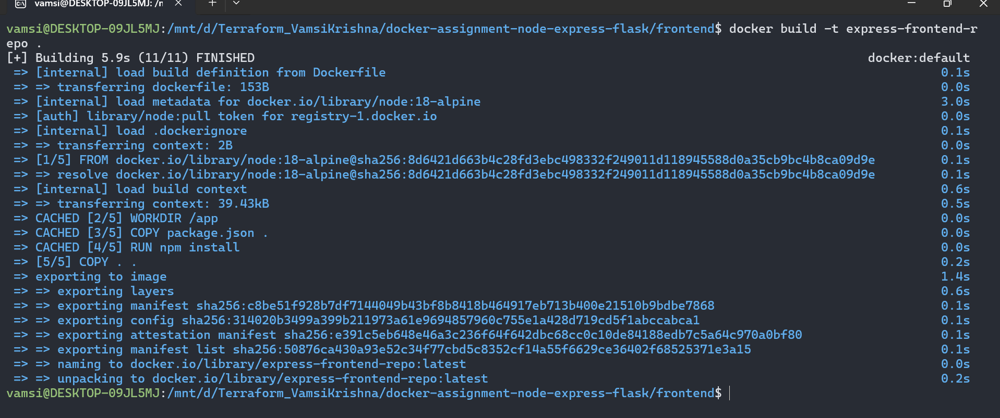 vamsi@DESKTOP-09JL5MJ: /n
vamsi@DESKTOP-09JL5MJ:/mnt/d/Terraform_VamsiKrishna/docker-assignment-node-express-flask/frontend$ docker build -t express-frontend-r
epo .
[+] Building 5.9s (11/11) FINISHED docker:default
=> [internal] load build definition from Dockerfile 0.1s
=> => transferring dockerfile: 153B 0.0s
=> [internal] load metadata for docker.io/library/node:18-alpine 3.0s
=> [auth] library/node:pull token for registry-1.docker.io 0.0s
=> [internal] load .dockerignore 0.1s
=> => transferring context: 2B 0.0s
=> [1/5] FROM docker.io/library/node:18-alpine@sha256:8d6421d663b4c28fd3ebc498332f249011d118945588d0a35cb9bc4b8ca09d9e 0.1s
=> => resolve docker.io/library/node:18-alpine@sha256:8d6421d663b4c28fd3ebc498332f249011d118945588d0a35cb9bc4b8ca09d9e 0.1s
=> [internal] load build context 0.6s
=> => transferring context: 39.43kB 0.5s
=> CACHED [2/5] WORKDIR /app 0.0s
=> CACHED [3/5] COPY package.json . 0.0s
=> CACHED [4/5] RUN npm install 0.0s
=> [5/5] COPY . . 0.2s
=> exporting to image 1.4s
=> => exporting layers 0.6s
=> => exporting manifest sha256:c8be51f928b7df7144049b43bf8b8418b464917eb713b400e21510b9bdbe7868 0.1s
=> => exporting config sha256:314020b3499a399b211973a61e9694857960c755e1a428d719cd5f1abccabca1 0.1s
=> => exporting attestation manifest sha256:e391c5eb648e46a3c236f64f642dbc68cc0c10de84188edb7c5a64c970a0bf80 0.1s
=> => exporting manifest list sha256:50876ca430a93e52c34f77cbd5c8352cf14a55f6629ce36402f68525371e3a15 0.1s
=> => naming to docker.io/library/express-frontend-repo:latest 0.0s
=> => unpacking to docker.io/library/express-frontend-repo:latest 0.2s
vamsi@DESKTOP-09JL5MJ:/mnt/d/Terraform_VamsiKrishna/docker-assignment-node-express-flask/frontend$